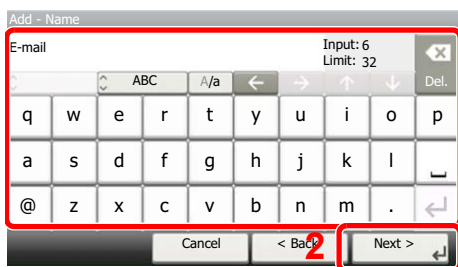 Add - Name
E-mail Input: 6
Limit: 32
ABC A/a ← → ↑ ↓ Del.
q w e r t y u i o p
a s d f g h j k l
@ z x c v b n m .
Cancel < Back 2 Next >